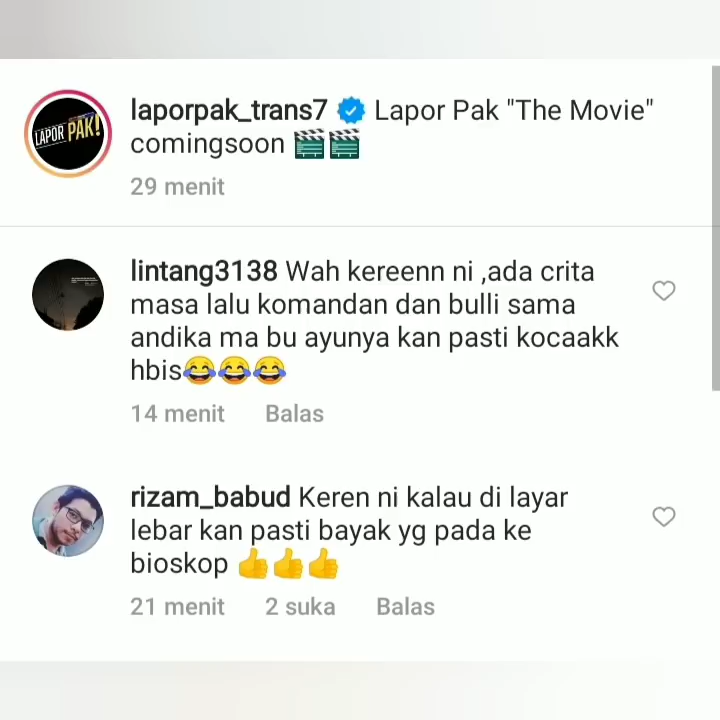 LAPOR PAK!
laporpak_trans7 Lapor Pak "The Movie"
comingsoon 🎬🎬
29 menit
lintang3138 Wah kereenn ni ,ada crita
masa lalu komandan dan bulli sama
andika ma bu ayunya kan pasti kocaakk
hbis😂😂😂
14 menit Balas
rizam_babud Keren ni kalau di layar
lebar kan pasti bayak yg pada ke
bioskop 👍👍👍
21 menit 2 suka Balas